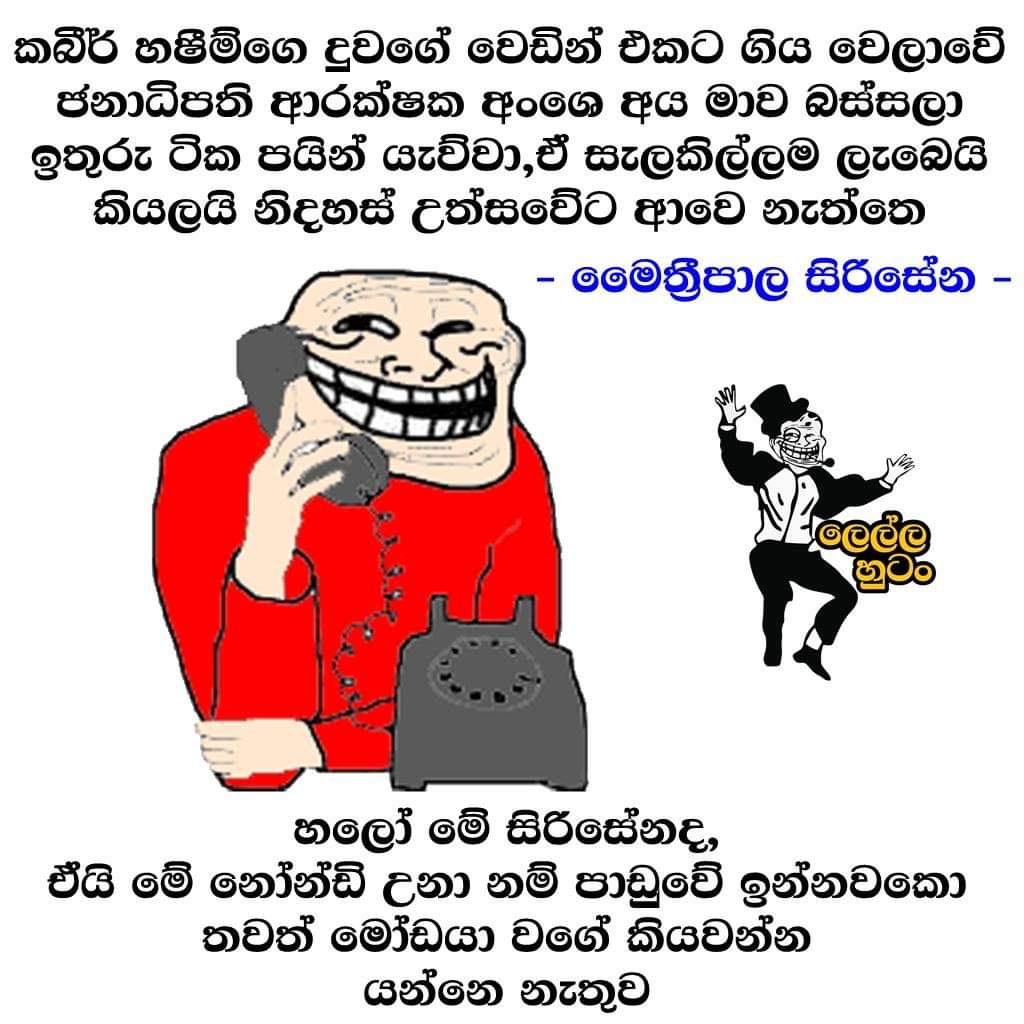 කබීර් හෂීම්ගෙ දුවගේ වෙඩින් එකට ගිය වෙලාවේ
ජනාධිපති ආරක්ෂක අංශෙ අය මාව බස්සලා
ඉතුරු ටික පයින් යැව්වා,ඒ සැලකිල්ලම ලැබෙයි
කියලයි නිදහස් උත්සවේට ආවෙ නැත්තෙ
- මෛත්‍රීපාල සිරිසේන -
ලෙල්ල
හුටං
හලෝ මේ සිරිසේනද,
ඒයි මේ නෝන්ඩි උනා නම් පාඩුවේ ඉන්නවකො
තවත් මෝඩයා වගේ කියවන්න
යන්නෙ නැතුව